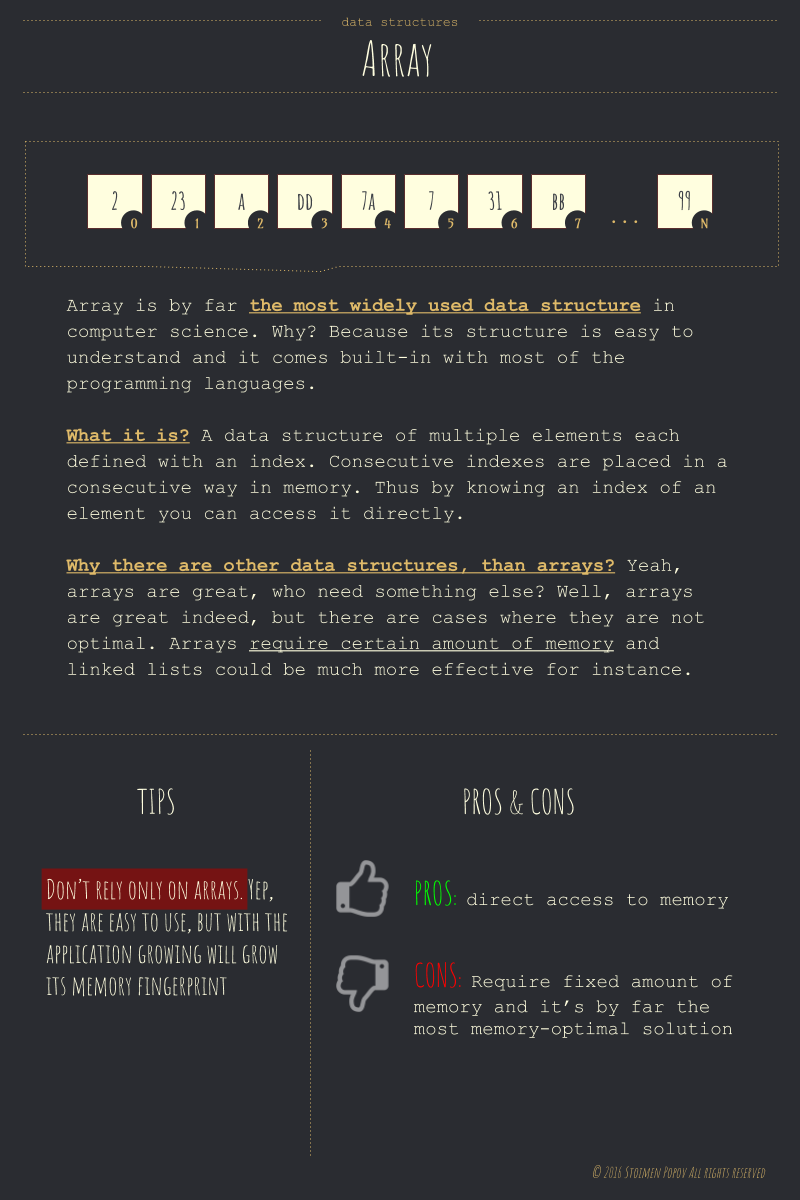 data structures
ARRAY
2 23 A DD 7A 7 31 BB ... 99
0 1 2 3 4 5 6 7 N
Array is by far the most widely used data structure in
computer science. Why? Because its structure is easy to
understand and it comes built-in with most of the
programming languages.
What it is? A data structure of multiple elements each
defined with an index. Consecutive indexes are placed in a
consecutive way in memory. Thus by knowing an index of an
element you can access it directly.
Why there are other data structures, than arrays? Yeah,
arrays are great, who need something else? Well, arrays
are great indeed, but there are cases where they are not
optimal. Arrays require certain amount of memory and
linked lists could be much more effective for instance.
TIPS
DON'T RELY ONLY ON ARRAYS. YEP,
THEY ARE EASY TO USE, BUT WITH THE
APPLICATION GROWING WILL GROW
ITS MEMORY FINGERPRINT
PROS & CONS
PROS: direct access to memory
CONS: Require fixed amount of
memory and it's by far the
most memory-optimal solution
© 2016 STOIMEN POPOV ALL RIGHTS RESERVED